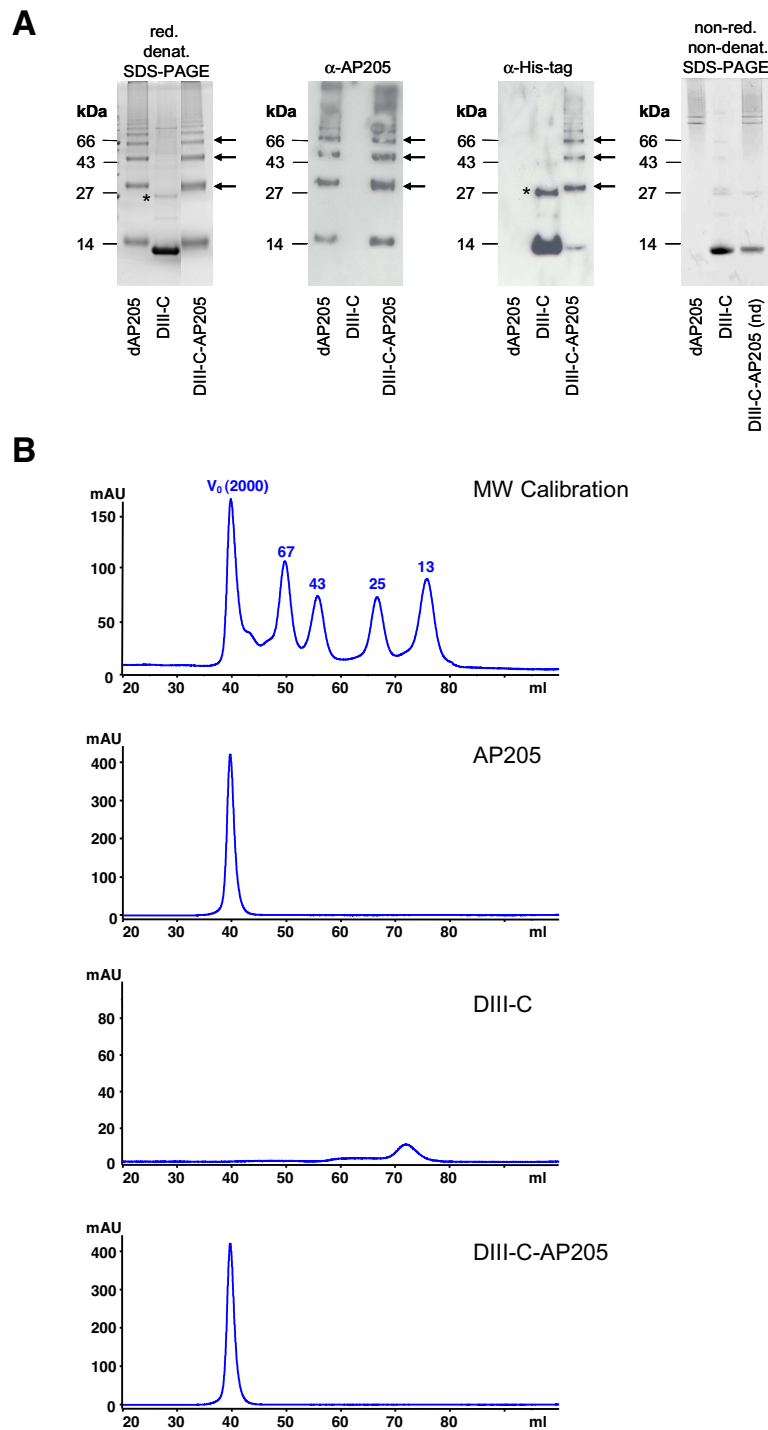 A
red.
denat.
SDS-PAGE
kDa
66
43
27
*
14
dAP205
DIII-C
DIII-C-AP205
α-AP205
kDa
66
43
27
14
dAP205
DIII-C
DIII-C-AP205
α-His-tag
kDa
66
43
27
*
14
dAP205
DIII-C
DIII-C-AP205
non-red.
non-denat.
SDS-PAGE
kDa
66
43
27
14
dAP205
DIII-C
DIII-C-AP205 (nd)
B
MW Calibration
mAU
V₀ (2000)
67
43
25
13
150
100
50
0
20 30 40 50 60 70 80 ml
AP205
mAU
400
300
200
100
0
20 30 40 50 60 70 80 ml
DIII-C
mAU
80
60
40
20
0
20 30 40 50 60 70 80 ml
DIII-C-AP205
mAU
400
300
200
100
0
20 30 40 50 60 70 80 ml